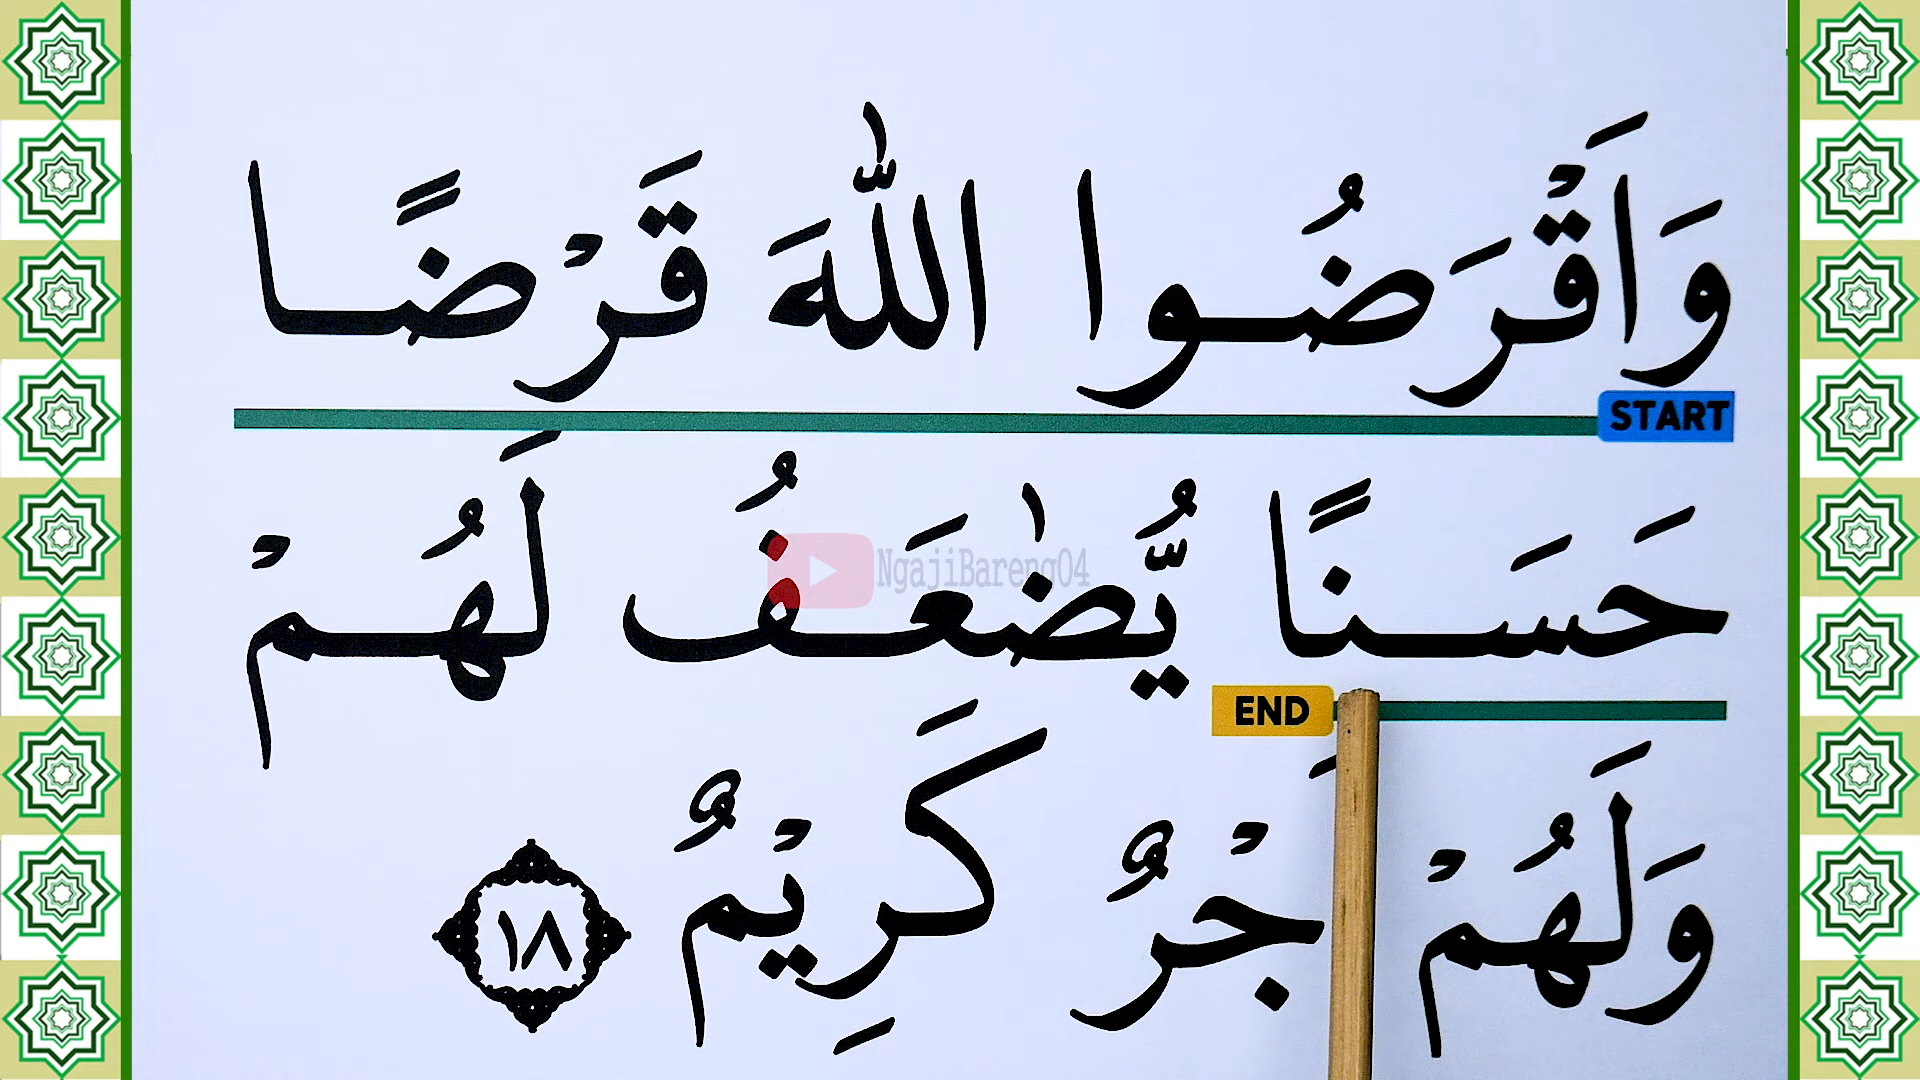 وَاَقْرَضُوا اللّٰهَ قَرْضًا
START
حَسَنًا يُّضٰعَفُ لَهُمْ
NgajiBareng04
END
وَلَهُمْ جْرٌ كَرِيْمٌ ١٨